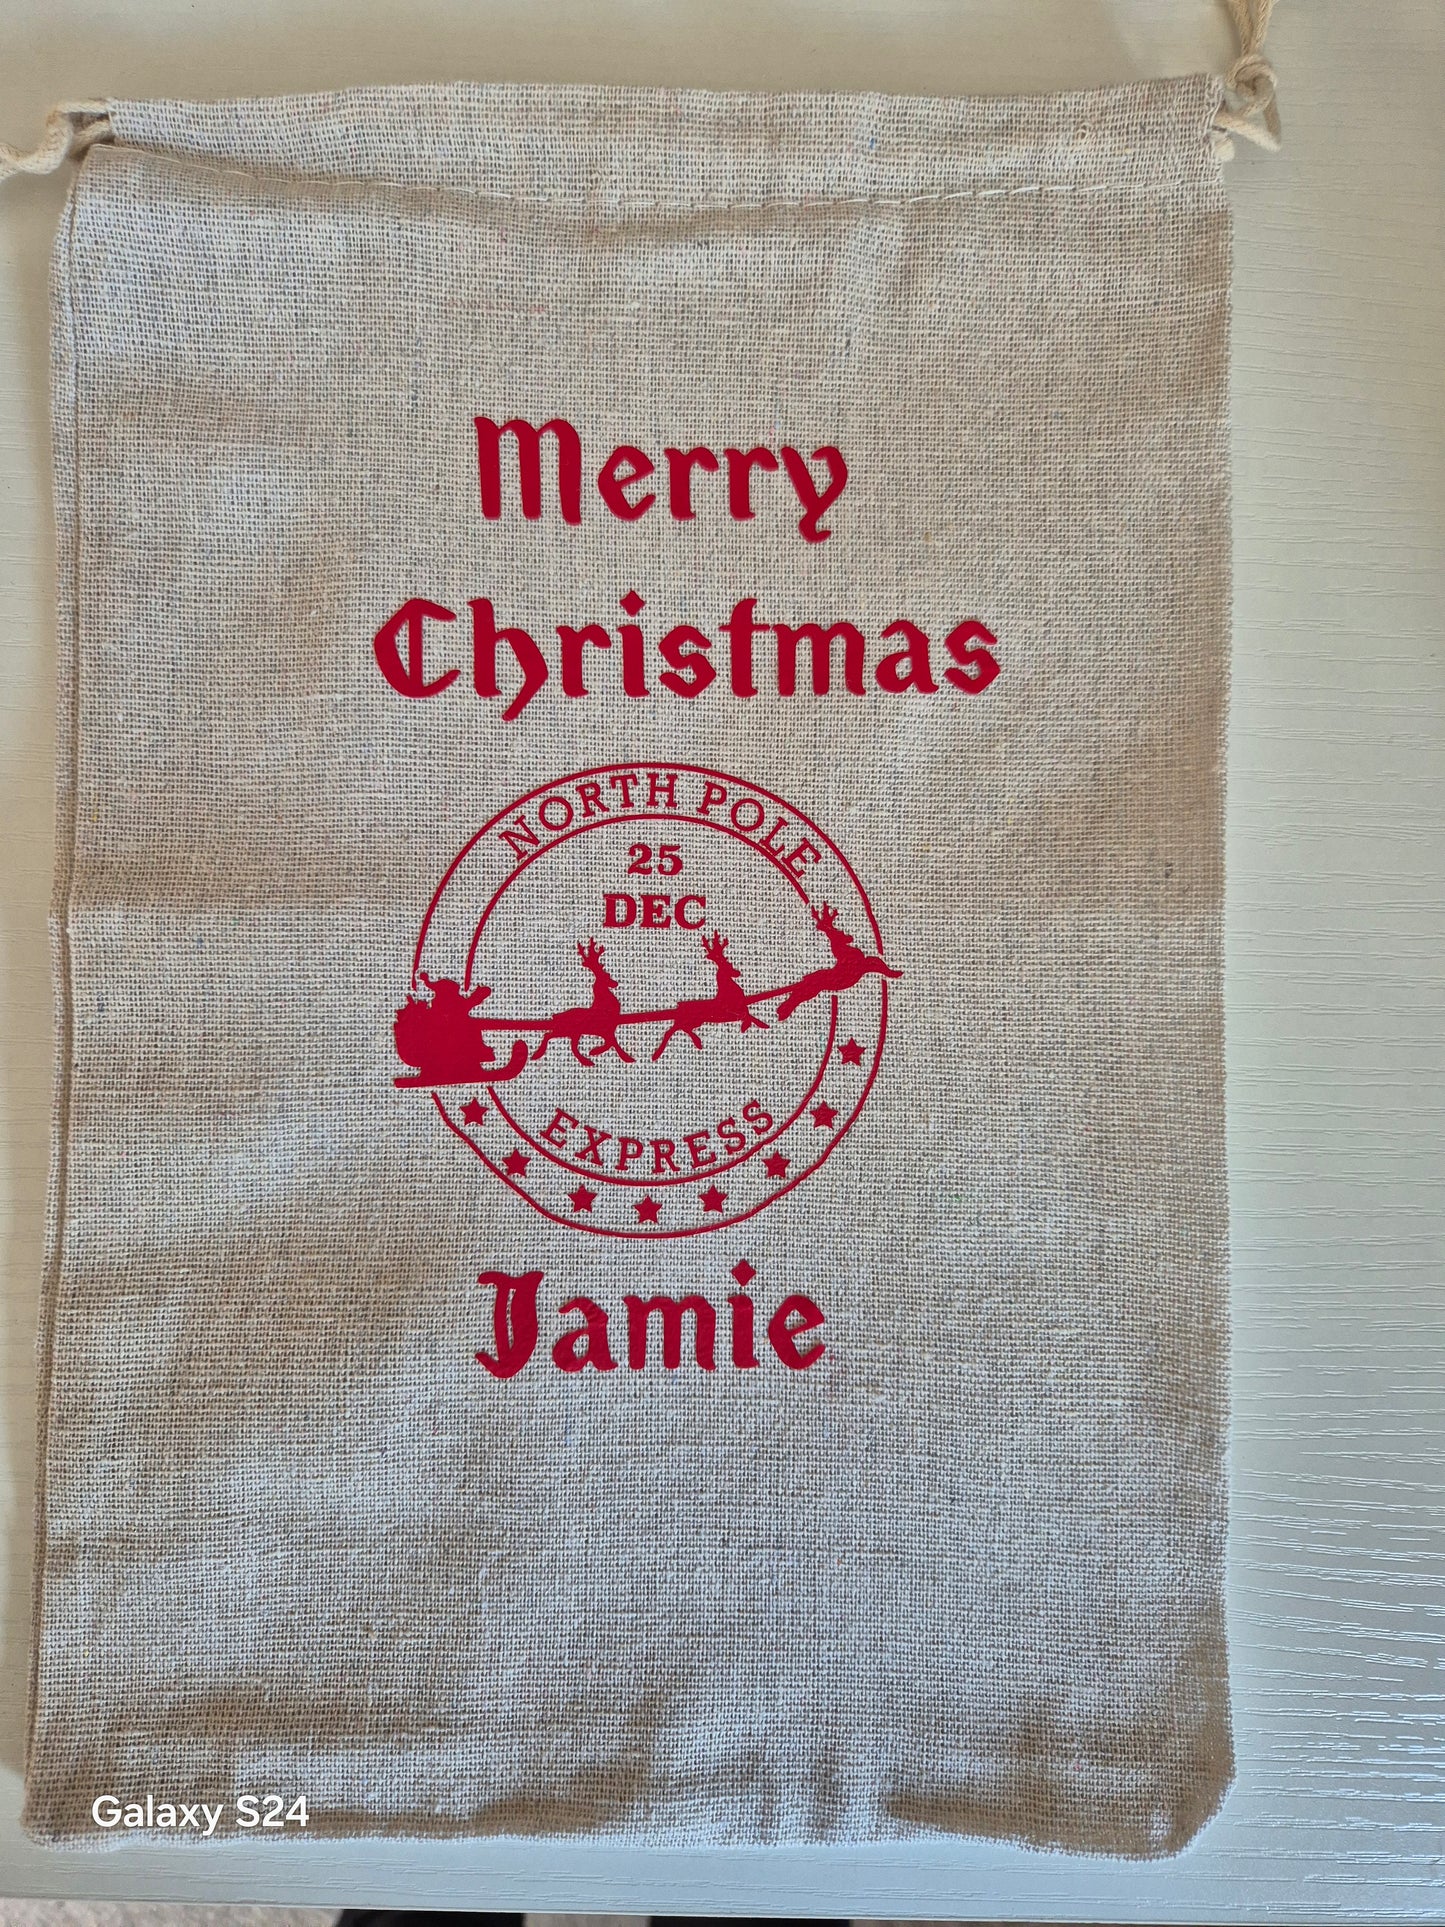 Merry
Christmas
NORTH POLE
25
DEC
EXPRESS
Jamie
Galaxy S24